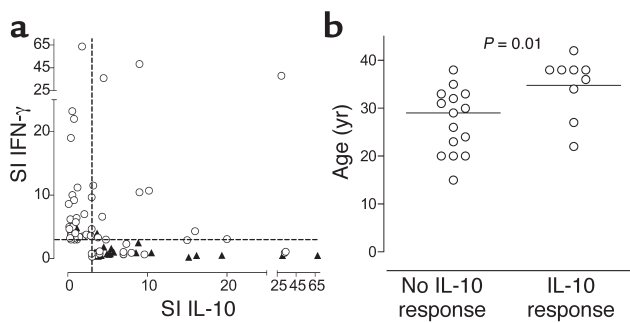 a
SI IFN-γ
65
45
25
20
10
0
0
10
20
25
45
65
SI IL-10
b
P = 0.01
Age (yr)
40
30
20
10
0
No IL-10
response
IL-10
response